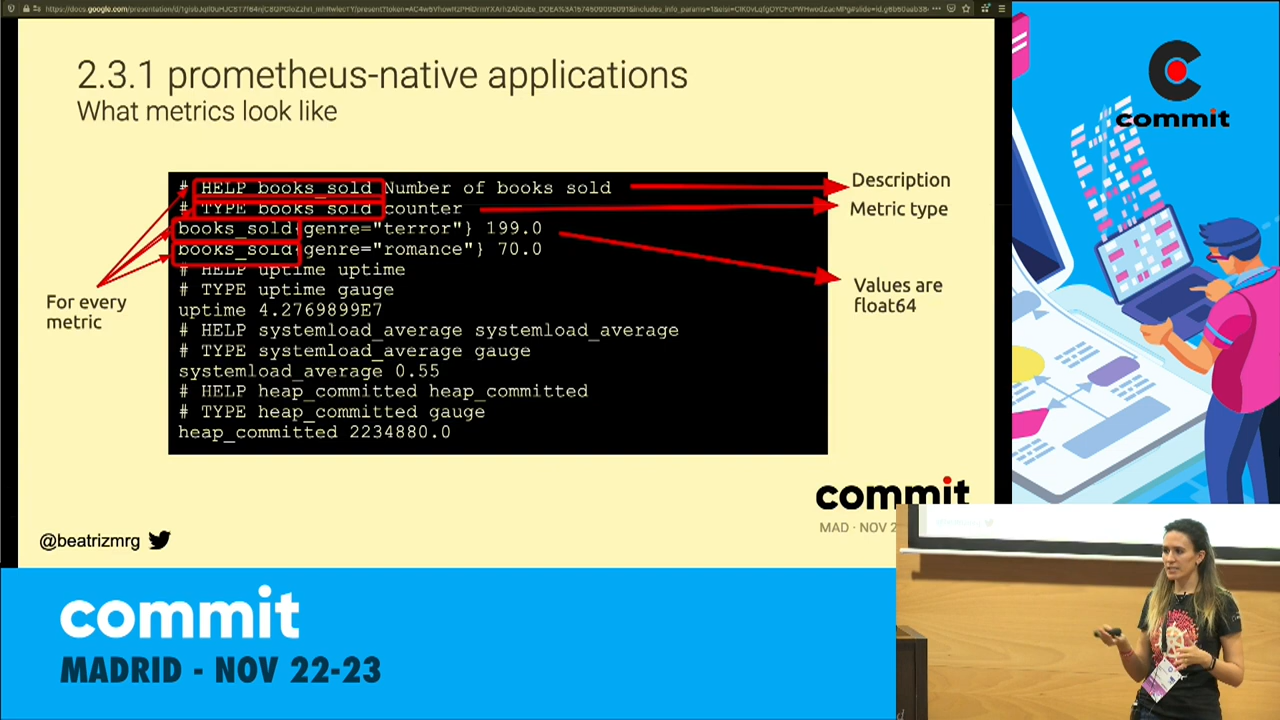 2.3.1 prometheus-native applications
What metrics look like
# HELP books_sold Number of books sold
# TYPE books_sold counter
books_sold{genre="terror"} 199.0
books_sold{genre="romance"} 70.0
# HELP uptime uptime
# TYPE uptime gauge
uptime 4.2769899E7
# HELP systemload_average systemload_average
# TYPE systemload_average gauge
systemload_average 0.55
# HELP heap_committed heap_committed
# TYPE heap_committed gauge
heap_committed 2234880.0
Description
Metric type
Values are
float64
For every
metric
commit
MAD · NOV 2
@beatrizmrg
commit
commit
MADRID - NOV 22-23